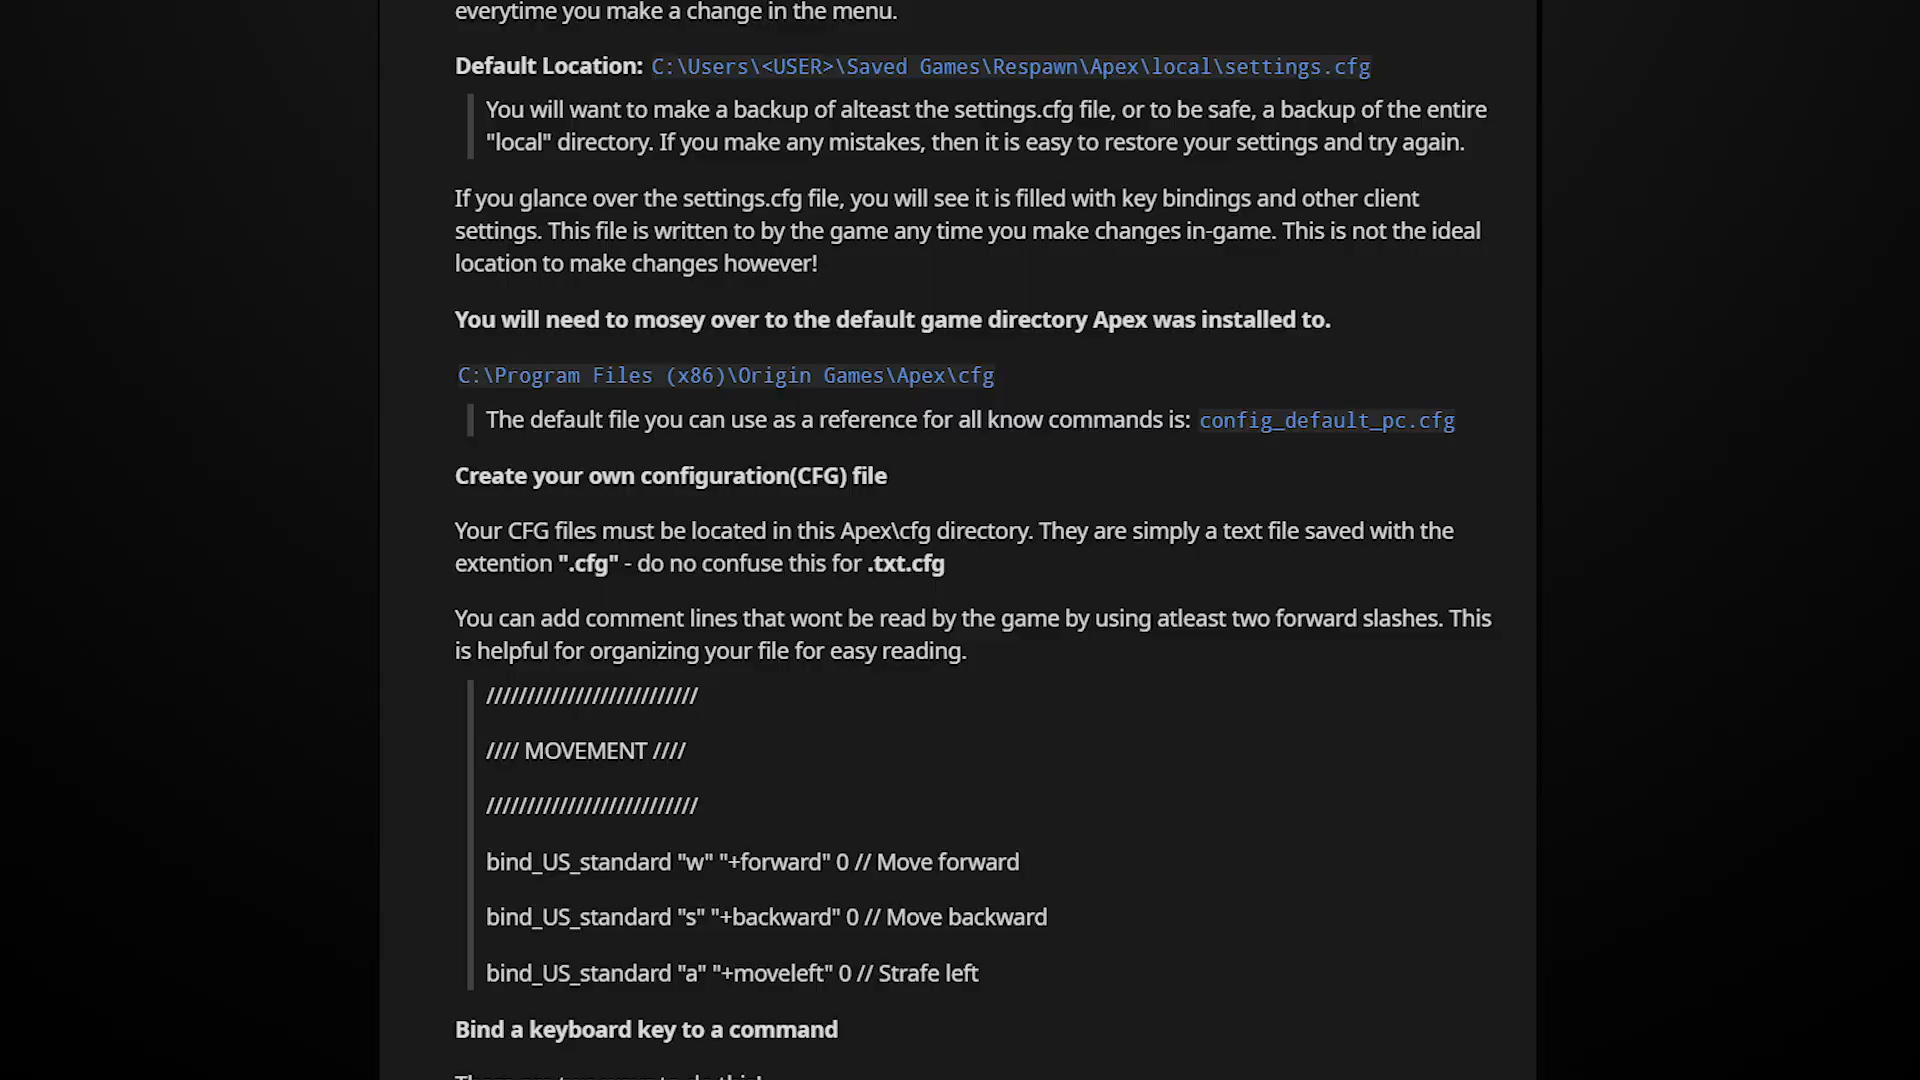 everytime you make a change in the menu.
Default Location: C:\Users\<USER>\Saved Games\Respawn\Apex\local\settings.cfg
You will want to make a backup of alteast the settings.cfg file, or to be safe, a backup of the entire
"local" directory. If you make any mistakes, then it is easy to restore your settings and try again.
If you glance over the settings.cfg file, you will see it is filled with key bindings and other client
settings. This file is written to by the game any time you make changes in-game. This is not the ideal
location to make changes however!
You will need to mosey over to the default game directory Apex was installed to.
C:\Program Files (x86)\Origin Games\Apex\cfg
The default file you can use as a reference for all know commands is: config_default_pc.cfg
Create your own configuration(CFG) file
Your CFG files must be located in this Apex\cfg directory. They are simply a text file saved with the
extention ".cfg" - do no confuse this for .txt.cfg
You can add comment lines that wont be read by the game by using atleast two forward slashes. This
is helpful for organizing your file for easy reading.
//////////////////////////
//// MOVEMENT ////
//////////////////////////
bind_US_standard "w" "+forward" 0 // Move forward
bind_US_standard "s" "+backward" 0 // Move backward
bind_US_standard "a" "+moveleft" 0 // Strafe left
Bind a keyboard key to a command